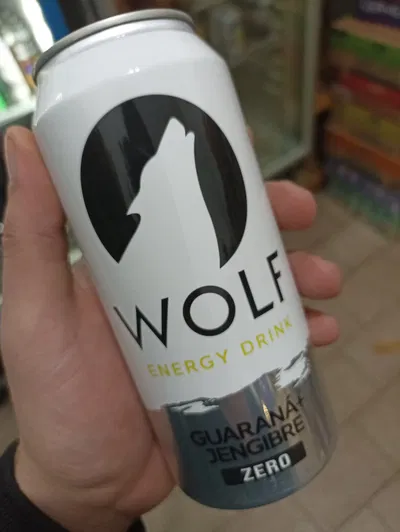 WOLF
ENERGY DRINK
GUARANÁ +
JENGIBRE
ZERO